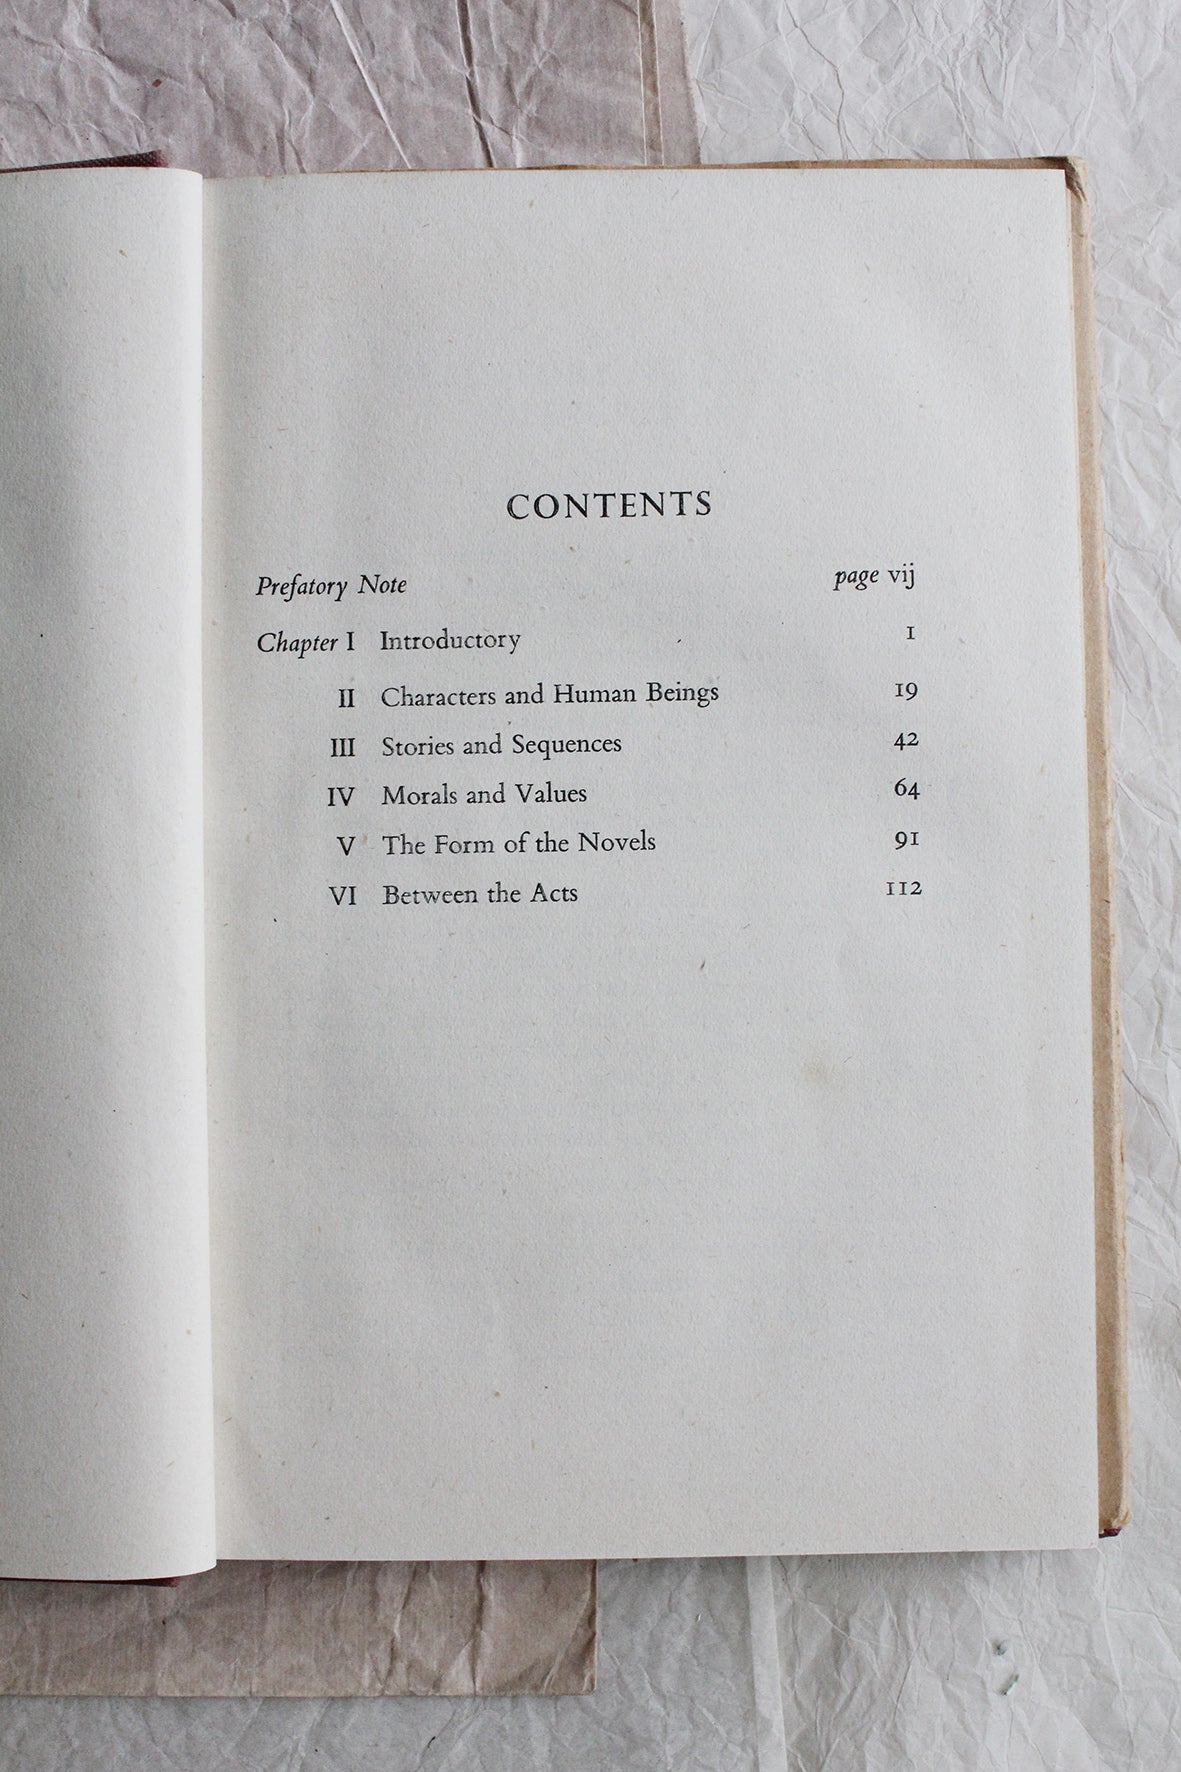 CONTENTS
Prefatory Note page vij
Chapter I Introductory 1
II Characters and Human Beings 19
III Stories and Sequences 42
IV Morals and Values 64
V The Form of the Novels 91
VI Between the Acts 112